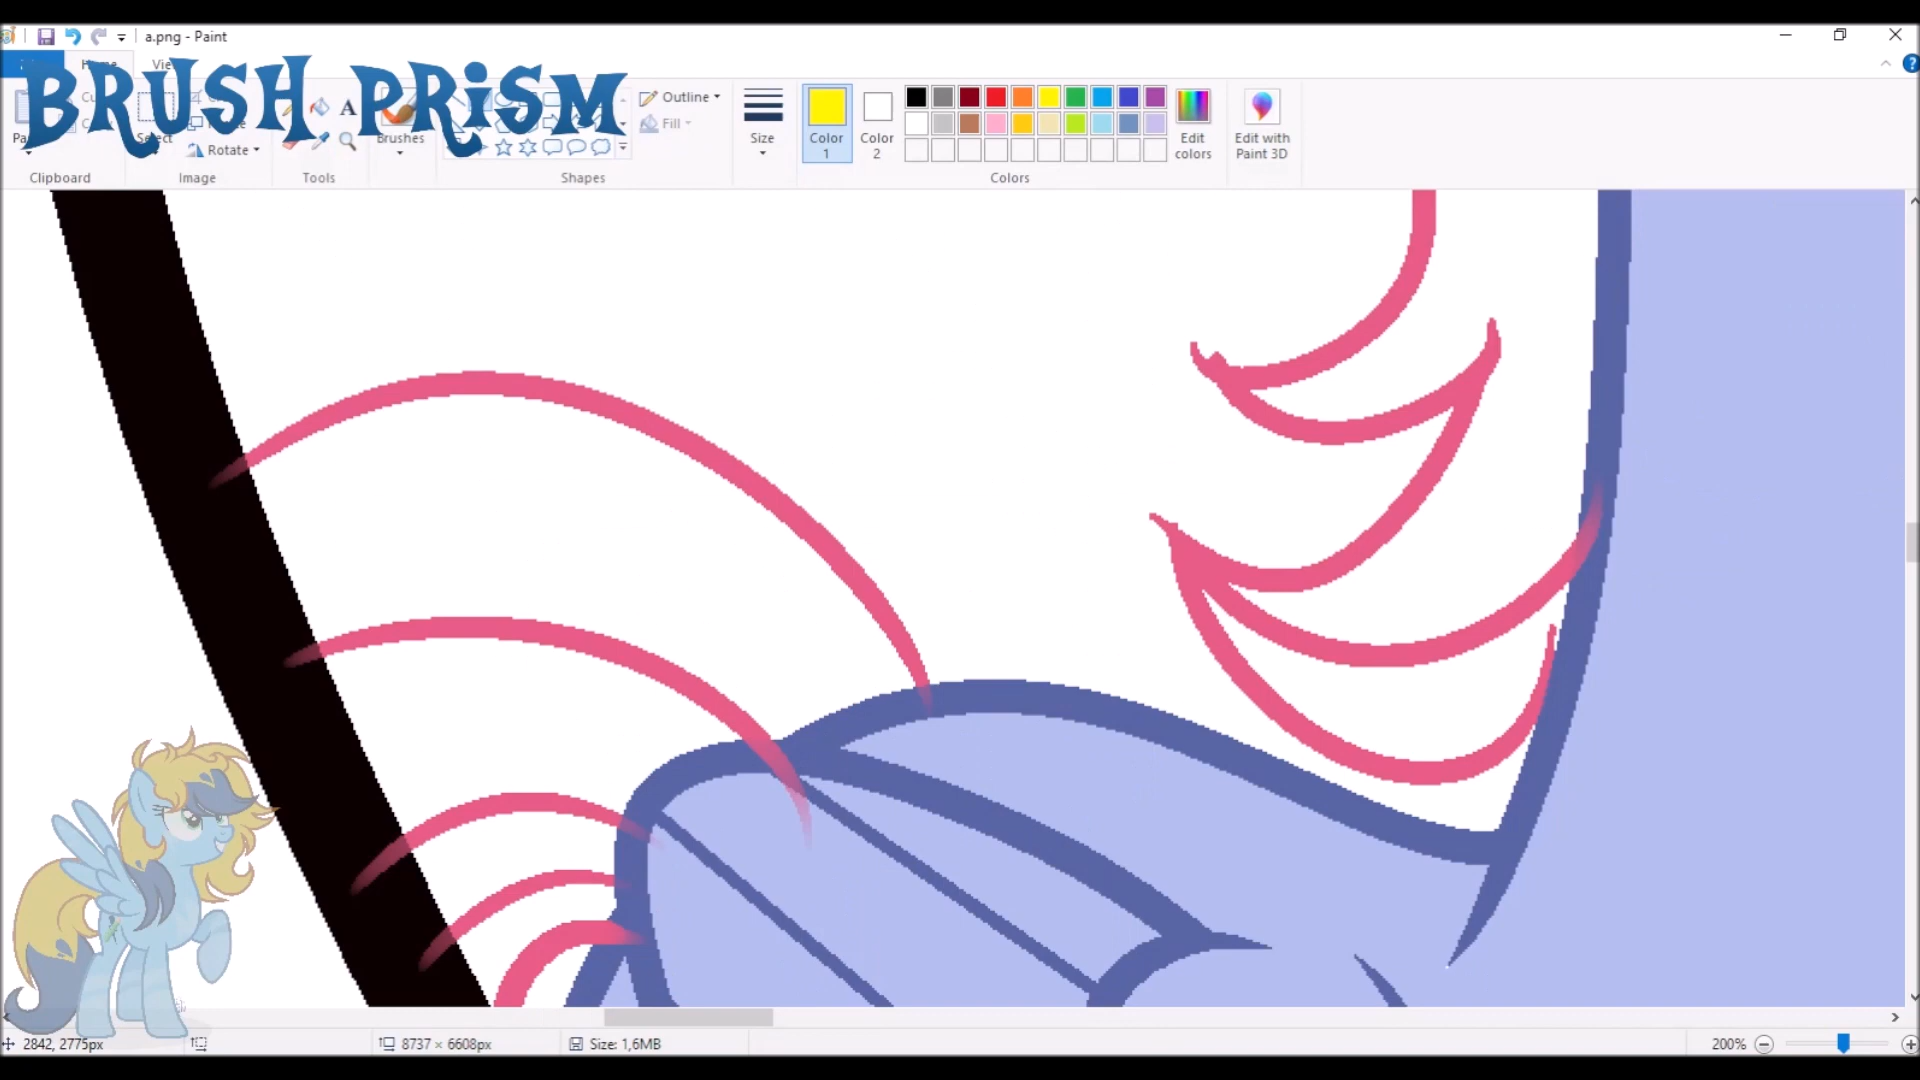 a.png - Paint
BRUSH PRISM
Outline
Fill
Select
Rotate
Brushes
Size
Color 1
Color 2
Edit colors
Edit with Paint 3D
Clipboard
Image
Tools
Shapes
Colors
2842, 2775px
8737 × 6608px
Size: 1,6MB
200%